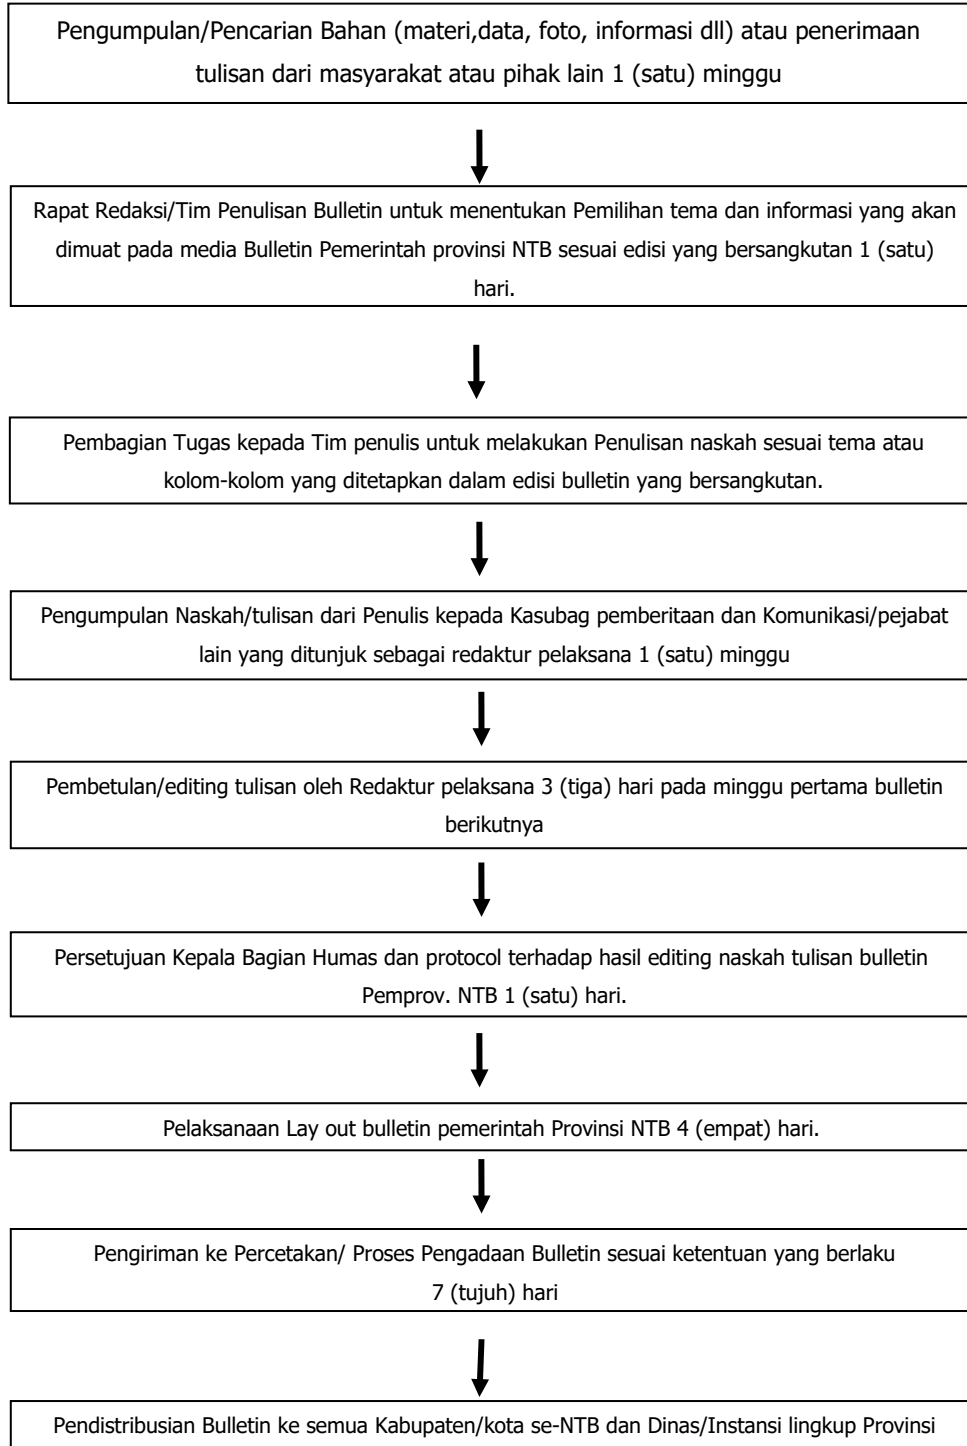 Pengumpulan/Pencarian Bahan (materi,data, foto, informasi dll) atau penerimaan
tulisan dari masyarakat atau pihak lain 1 (satu) minggu
Rapat Redaksi/Tim Penulisan Bulletin untuk menentukan Pemilihan tema dan informasi yang akan
dimuat pada media Bulletin Pemerintah provinsi NTB sesuai edisi yang bersangkutan 1 (satu)
hari.
Pembagian Tugas kepada Tim penulis untuk melakukan Penulisan naskah sesuai tema atau
kolom-kolom yang ditetapkan dalam edisi bulletin yang bersangkutan.
Pengumpulan Naskah/tulisan dari Penulis kepada Kasubag pemberitaan dan Komunikasi/pejabat
lain yang ditunjuk sebagai redaktur pelaksana 1 (satu) minggu
Pembetulan/editing tulisan oleh Redaktur pelaksana 3 (tiga) hari pada minggu pertama bulletin
berikutnya
Persetujuan Kepala Bagian Humas dan protocol terhadap hasil editing naskah tulisan bulletin
Pemprov. NTB 1 (satu) hari.
Pelaksanaan Lay out bulletin pemerintah Provinsi NTB 4 (empat) hari.
Pengiriman ke Percetakan/ Proses Pengadaan Bulletin sesuai ketentuan yang berlaku
7 (tujuh) hari
Pendistribusian Bulletin ke semua Kabupaten/kota se-NTB dan Dinas/Instansi lingkup Provinsi